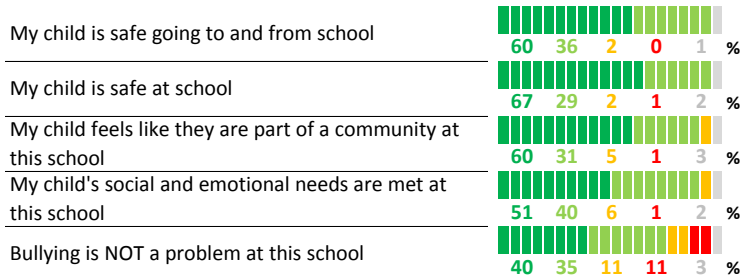 My child is safe going to and from school
60 36 2 0 1 %
My child is safe at school
67 29 2 1 2 %
My child feels like they are part of a community at
this school
60 31 5 1 3 %
My child's social and emotional needs are met at
this school
51 40 6 1 2 %
Bullying is NOT a problem at this school
40 35 11 11 3 %